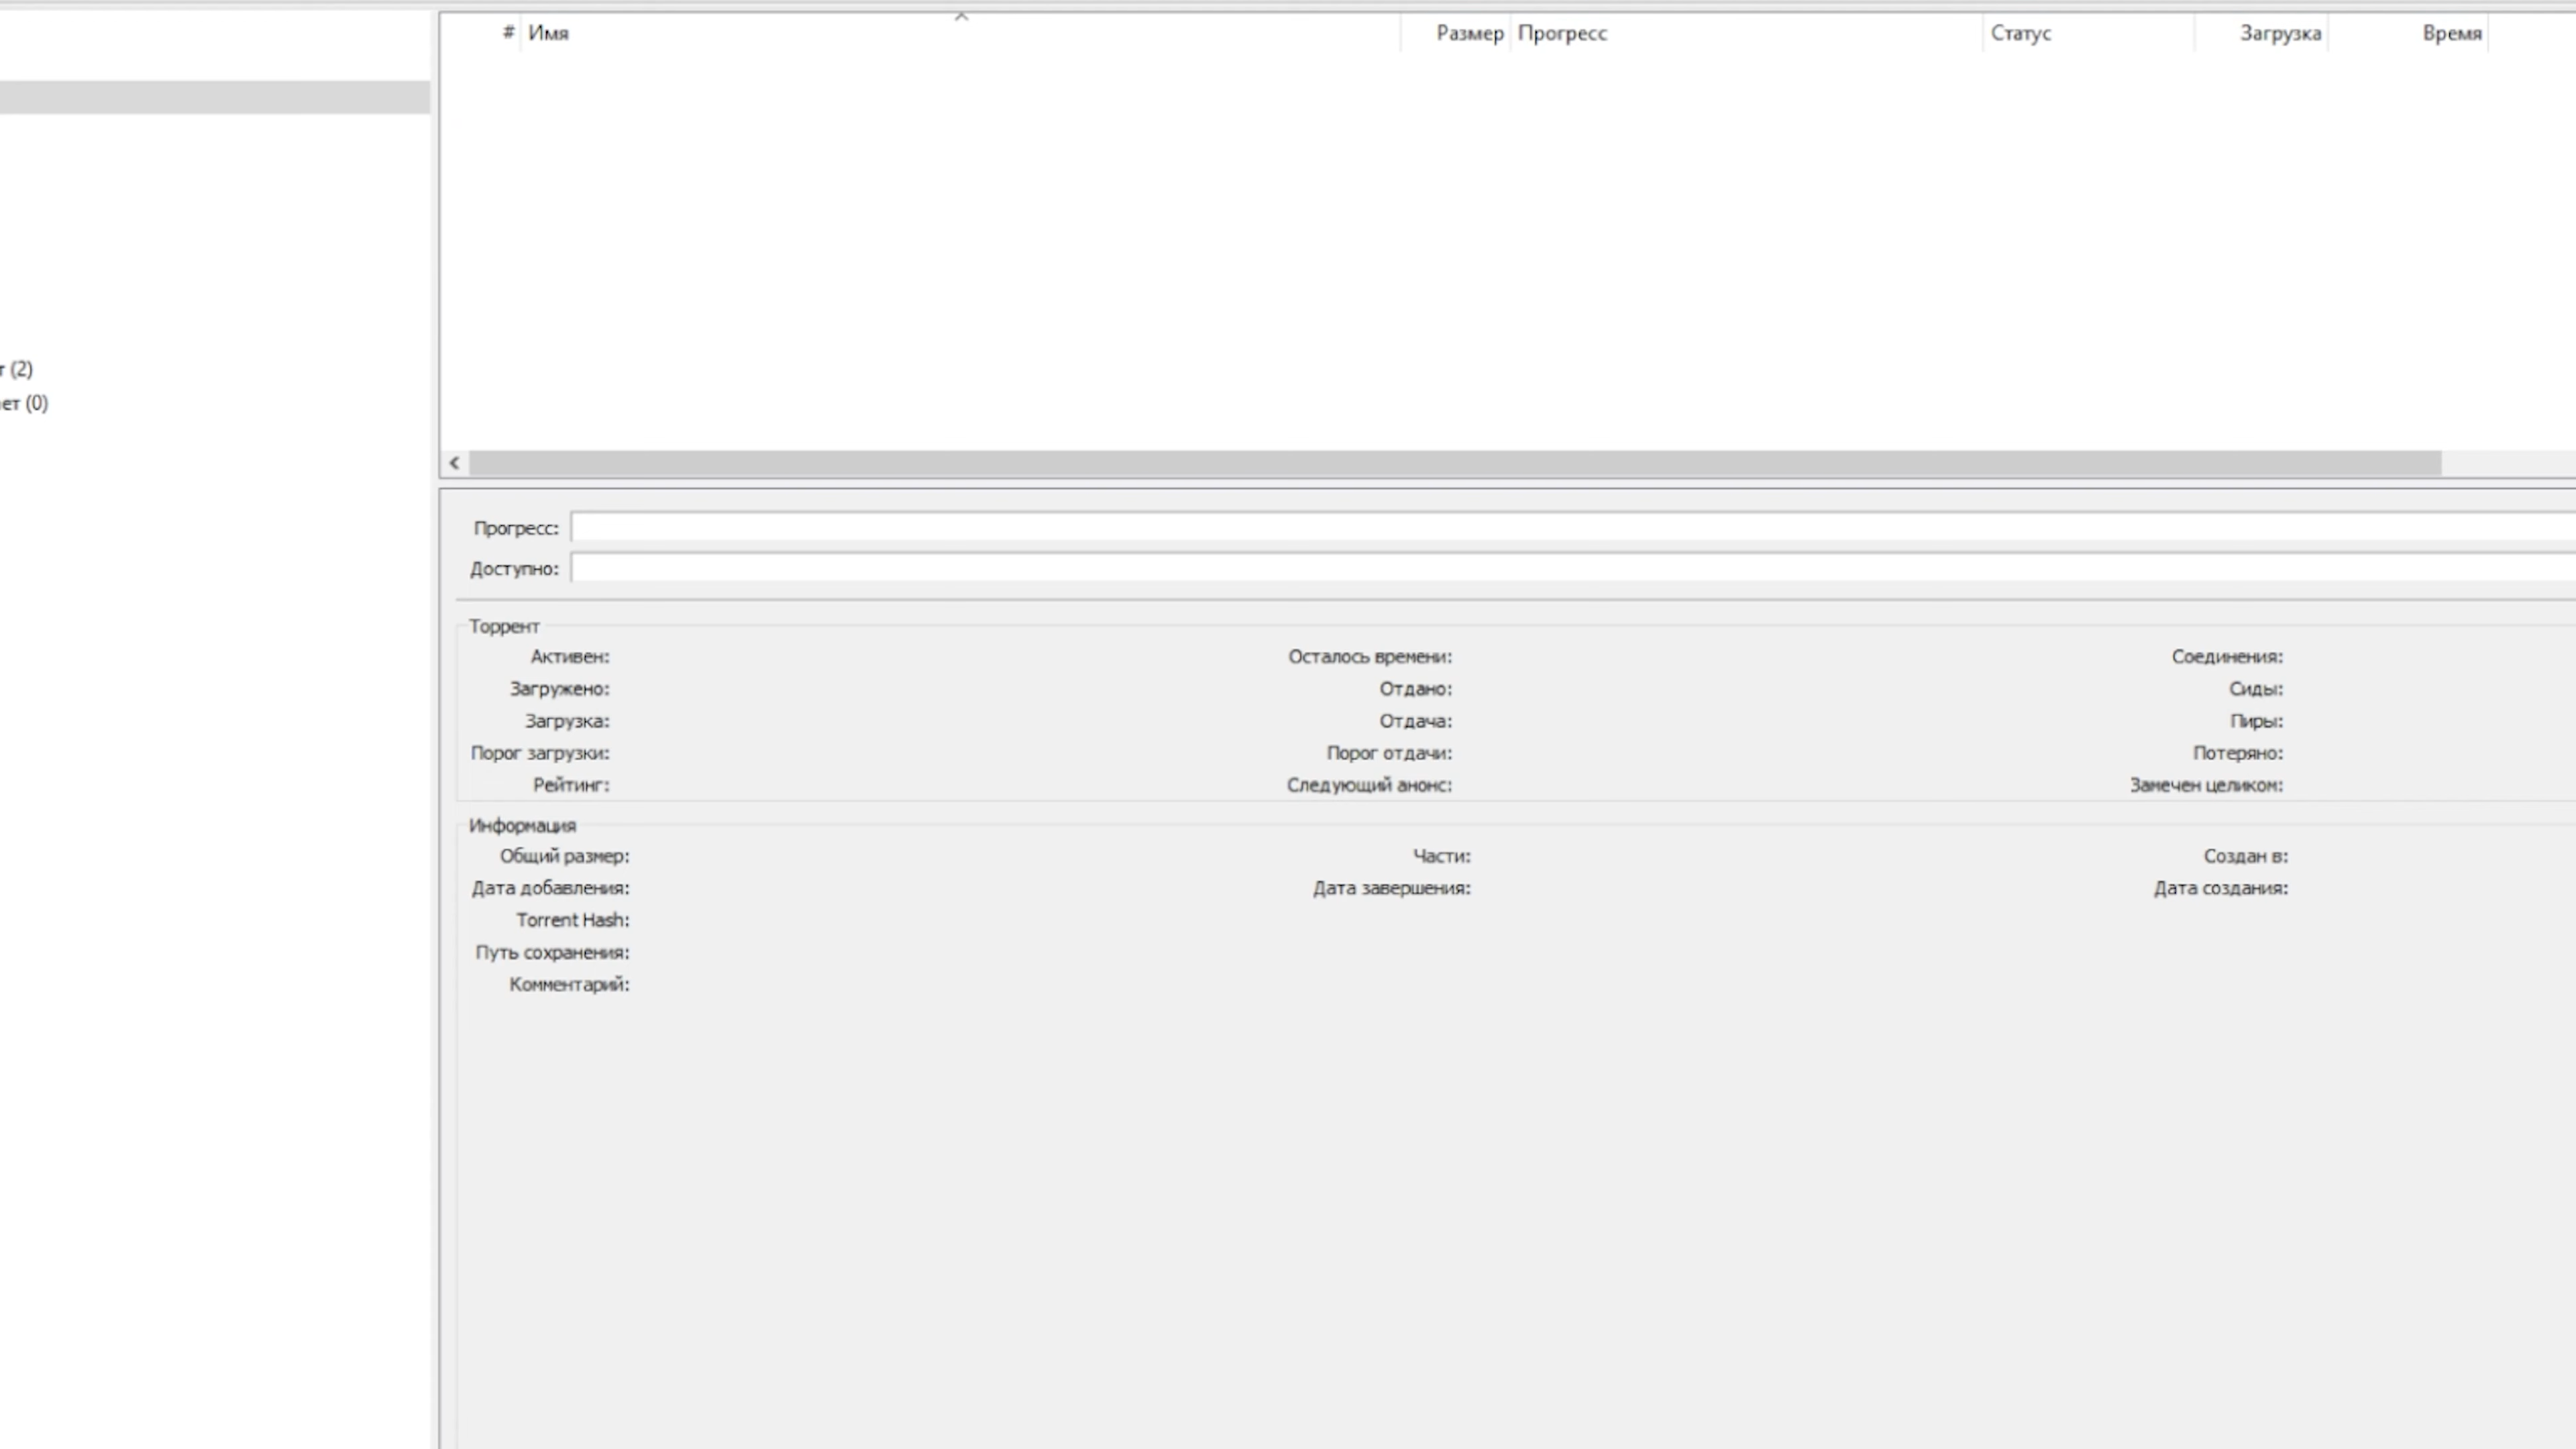 # Имя Размер Прогресс Статус Загрузка Время
(2)
(0)
Прогресс:
Доступно:
Торрент
Активен: Осталось времени: Соединения:
Загружено: Отдано: Сиды:
Загрузка: Отдача: Пиры:
Порог загрузки: Порог отдачи: Потеряно:
Рейтинг: Следующий анонс: Замечен целиком:
Информация
Общий размер: Части: Создан в:
Дата добавления: Дата завершения: Дата создания:
Torrent Hash:
Путь сохранения:
Комментарий: